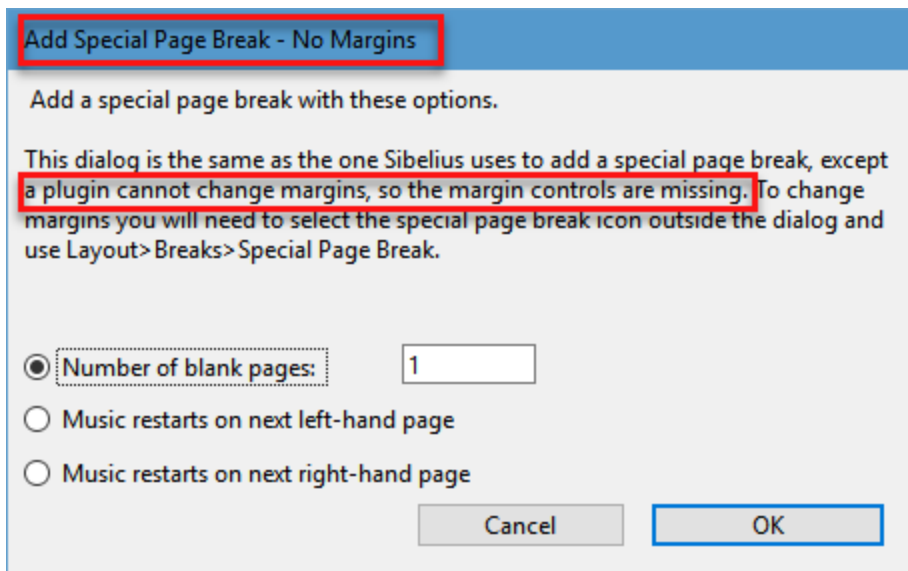 Add Special Page Break - No Margins
Add a special page break with these options.
This dialog is the same as the one Sibelius uses to add a special page break, except
a plugin cannot change margins, so the margin controls are missing. To change
margins you will need to select the special page break icon outside the dialog and
use Layout>Breaks>Special Page Break.
Number of blank pages: 1
Music restarts on next left-hand page
Music restarts on next right-hand page
Cancel OK